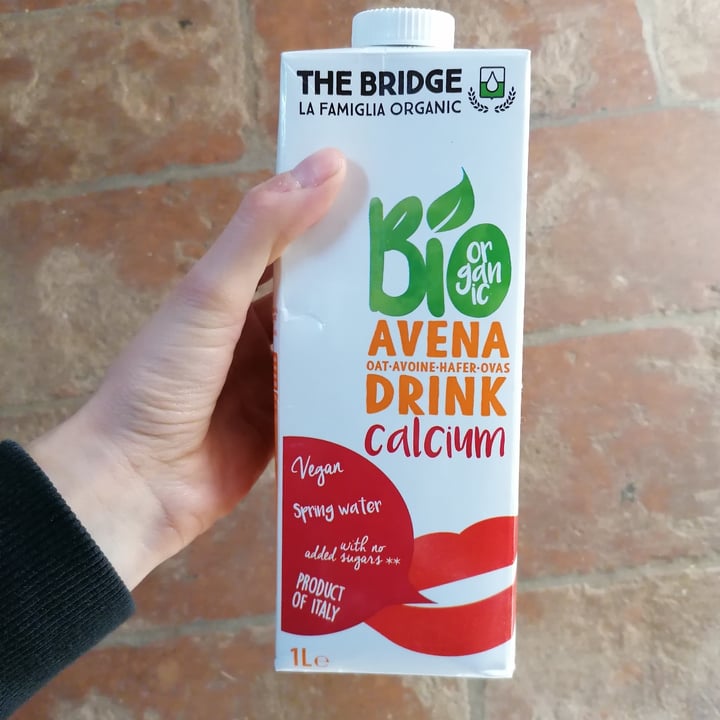 THE BRIDGE
LA FAMIGLIA ORGANIC
Bio
organic
AVENA
OAT·AVOINE·HAFER·OVAS
DRINK
calcium
Vegan
Spring water
with no
added sugars **
PRODUCT
OF ITALY
1L℮